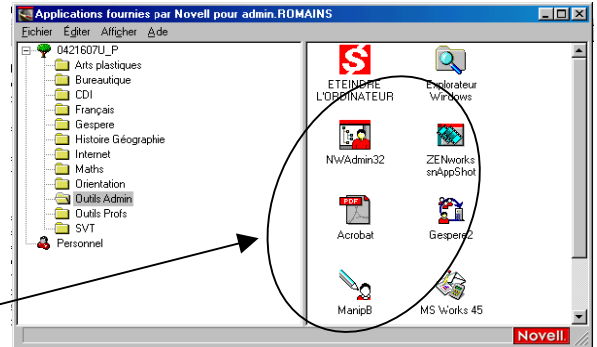 Applications fournies par Novell pour admin.ROMAINS
Fichier Éditer Afficher Aide
0421607U_P
Arts plastiques
Bureautique
CDI
Français
Gespere
Histoire Géographie
Internet
Maths
Orientation
Outils Admin
Outils Profs
SVT
Personnel
ETEINDRE
L'ORDINATEUR
Explorateur
Windows
NWAdmin32
ZENworks
snAppShot
PDF
Acrobat
Gespere2
ManipB
MS Works 45
Novell.